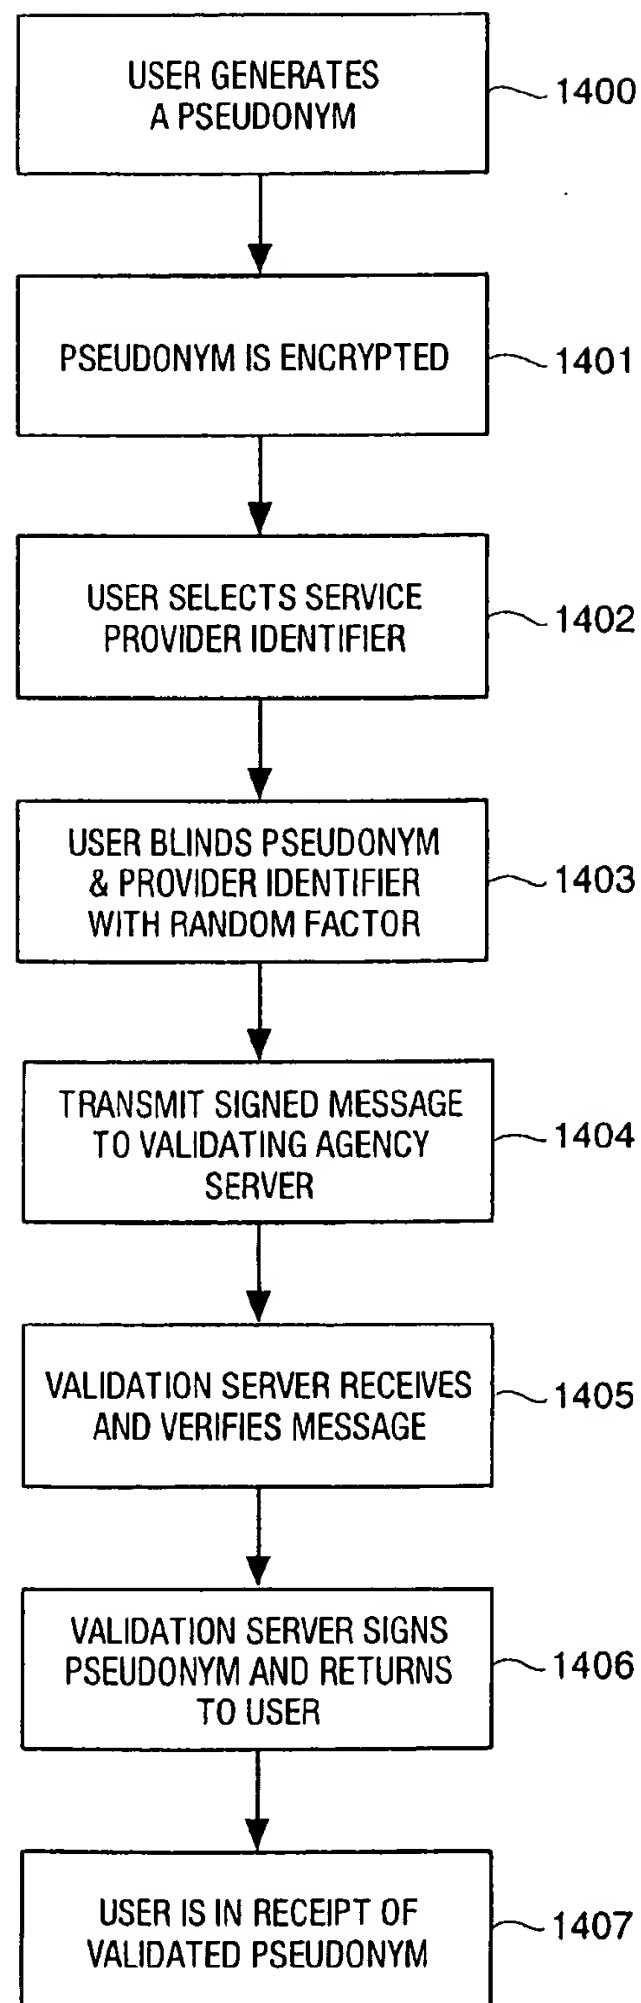 USER GENERATES
A PSEUDONYM
1400
PSEUDONYM IS ENCRYPTED
1401
USER SELECTS SERVICE
PROVIDER IDENTIFIER
1402
USER BLINDS PSEUDONYM
& PROVIDER IDENTIFIER
WITH RANDOM FACTOR
1403
TRANSMIT SIGNED MESSAGE
TO VALIDATING AGENCY
SERVER
1404
VALIDATION SERVER RECEIVES
AND VERIFIES MESSAGE
1405
VALIDATION SERVER SIGNS
PSEUDONYM AND RETURNS
TO USER
1406
USER IS IN RECEIPT OF
VALIDATED PSEUDONYM
1407